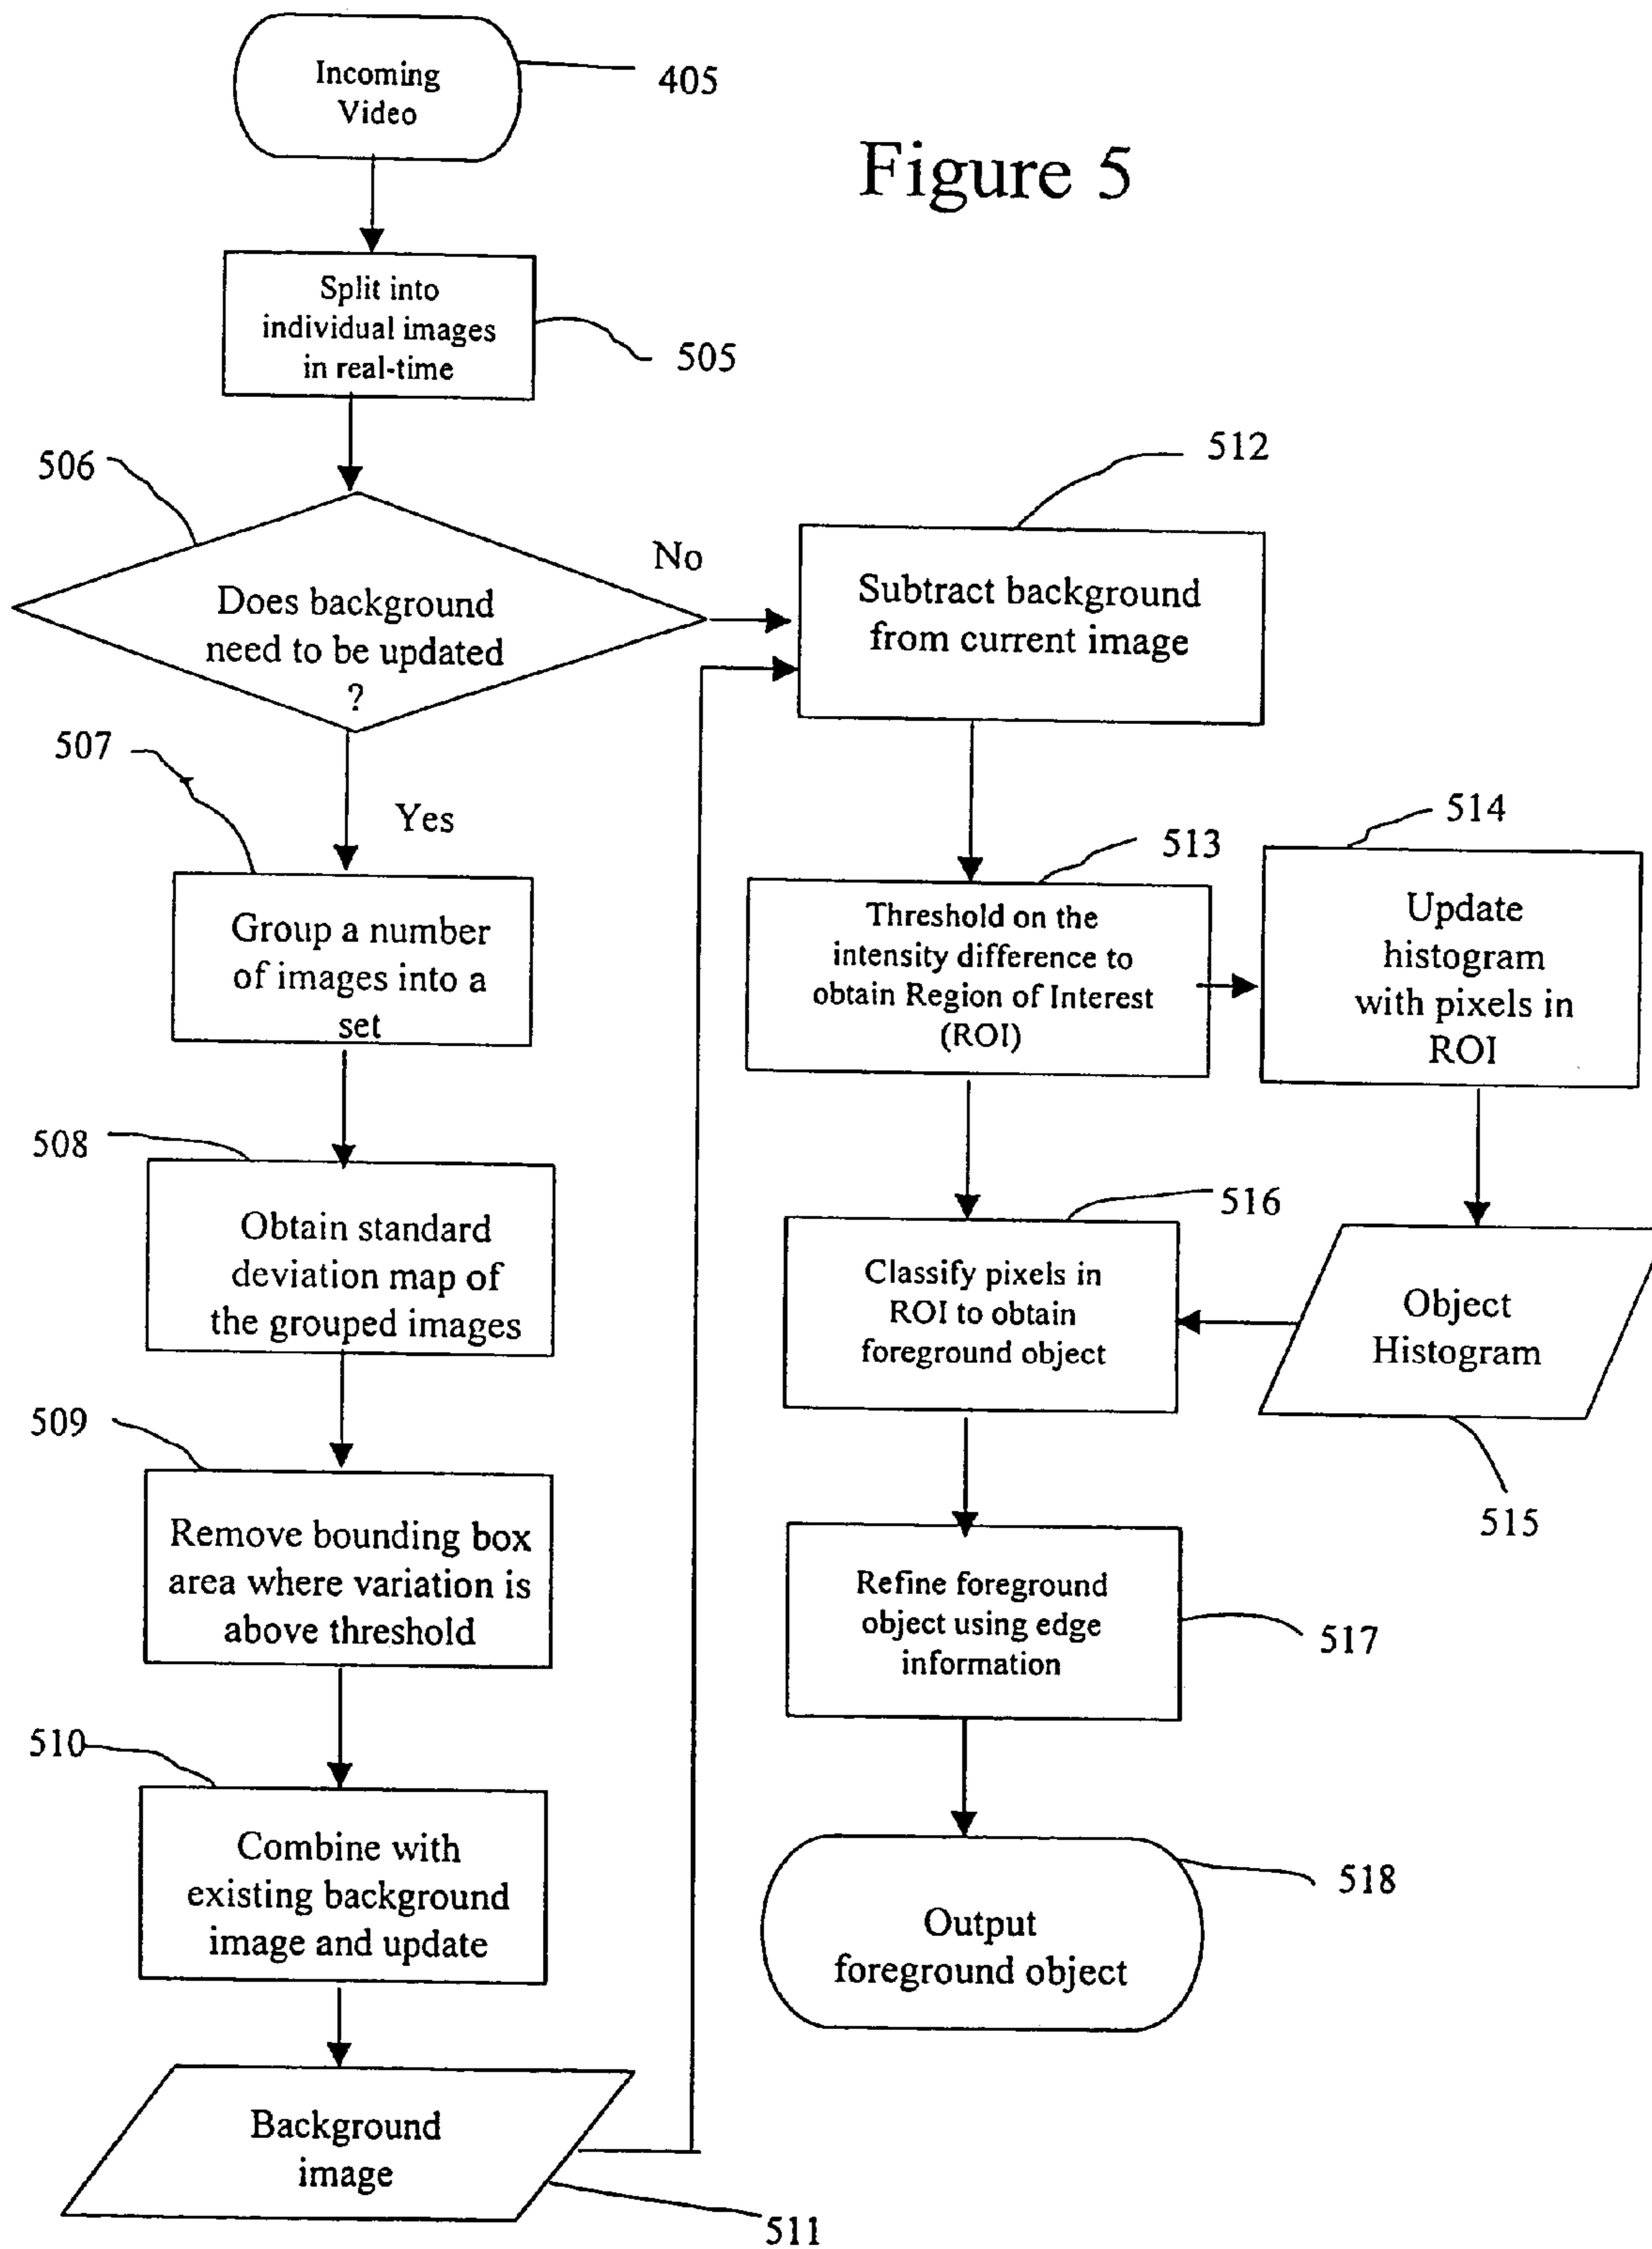 Incoming
Video
405
Figure 5
Split into
individual images
in real-time
505
506
Does background
need to be updated
?
No
Yes
512
Subtract background
from current image
507
Group a number
of images into a
set
513
Threshold on the
intensity difference to
obtain Region of Interest
(ROI)
514
Update
histogram
with pixels in
ROI
508
Obtain standard
deviation map of
the grouped images
516
Classify pixels in
ROI to obtain
foreground object
Object
Histogram
515
509
Remove bounding box
area where variation is
above threshold
Refine foreground
object using edge
information
517
510
Combine with
existing background
image and update
518
Output
foreground object
Background
image
511